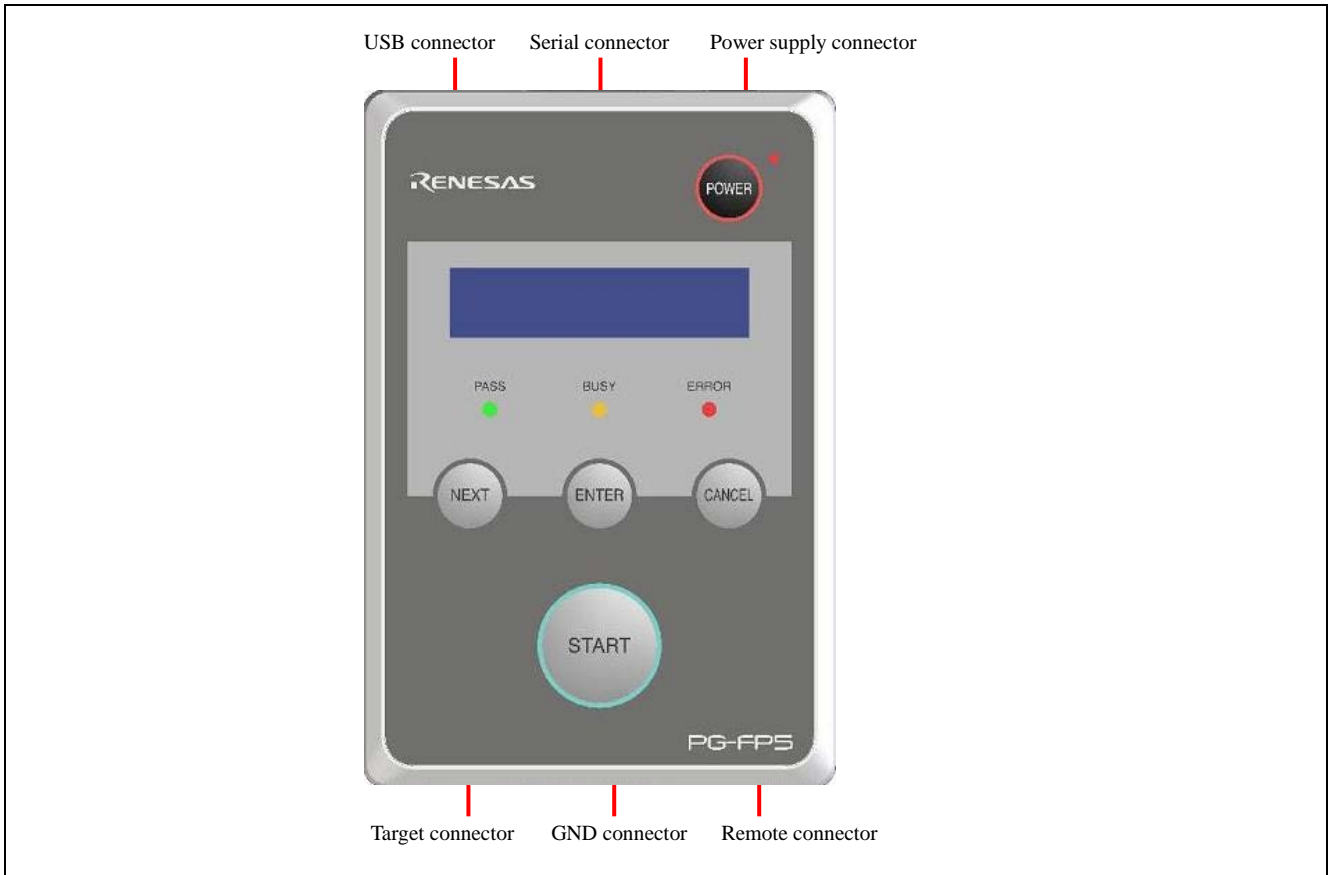 USB connector Serial connector Power supply connector
RENESAS
POWER
PASS BUSY ERROR
NEXT ENTER CANCEL
START
PG-FP5
Target connector GND connector Remote connector